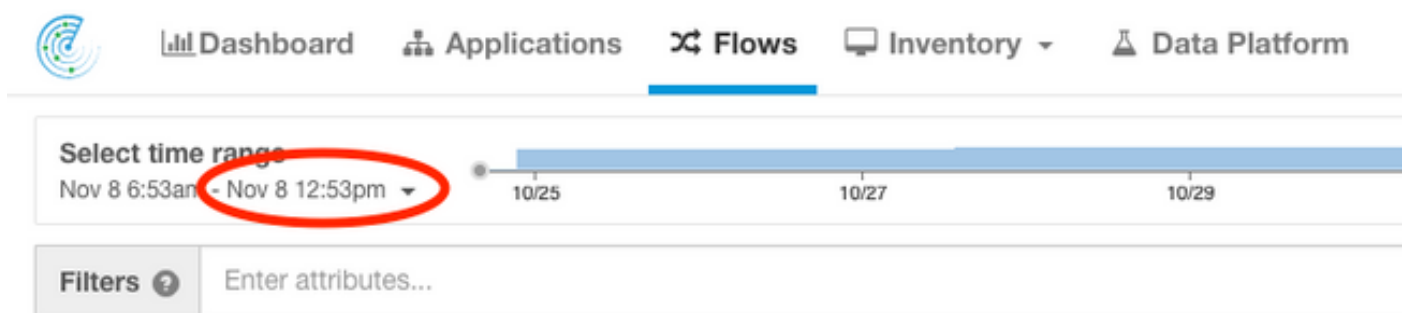 Dashboard Applications Flows Inventory Data Platform
Select time range
Nov 8 6:53am - Nov 8 12:53pm
10/25 10/27 10/29
Filters ? Enter attributes...